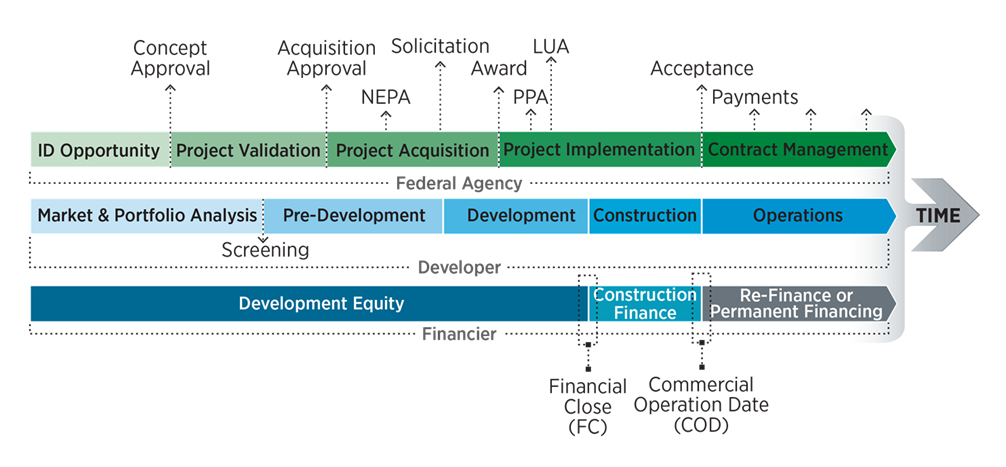 Concept
Approval
Acquisition
Approval
Solicitation
NEPA
Award
LUA
PPA
Acceptance
Payments
ID Opportunity
Project Validation
Project Acquisition
Project Implementation
Contract Management
Federal Agency
Market & Portfolio Analysis
Pre-Development
Development
Construction
Operations
TIME
Screening
Developer
Development Equity
Construction
Finance
Re-Finance or
Permanent Financing
Financier
Financial
Close
(FC)
Commercial
Operation Date
(COD)